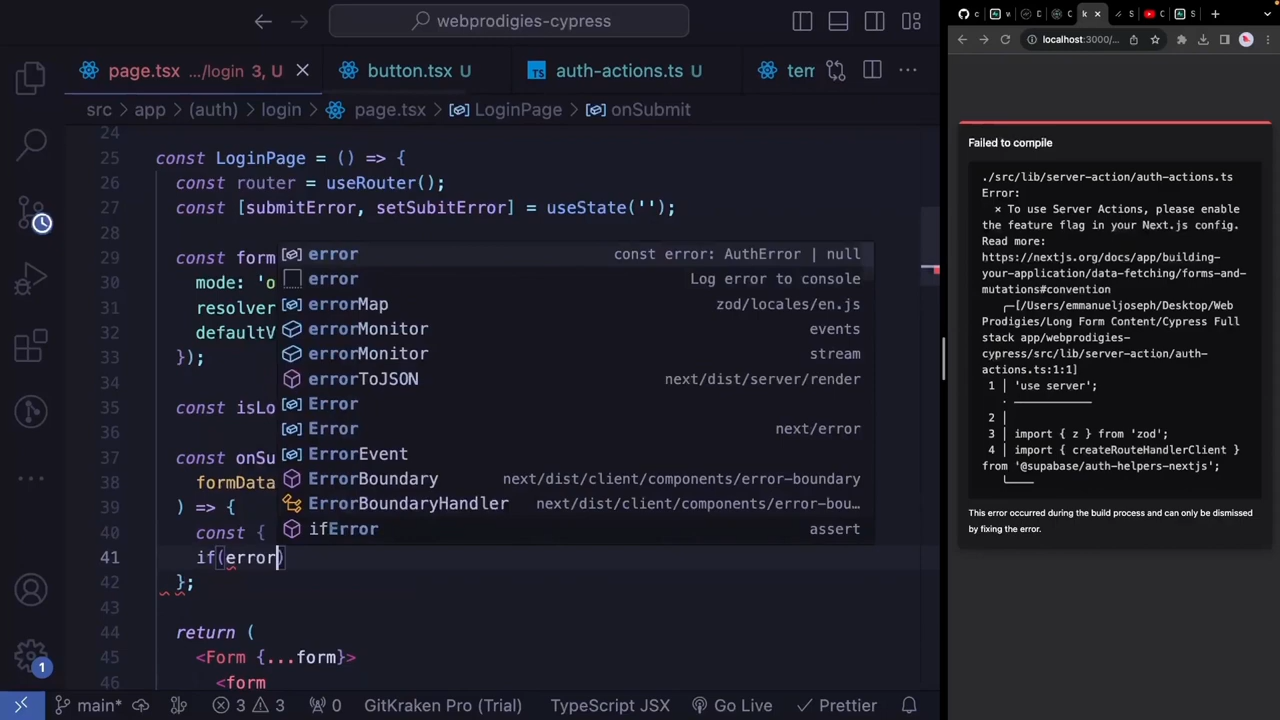 webprodigies-cypress
page.tsx .../login 3, U
button.tsx U
TS auth-actions.ts U
tem
src > app > (auth) > login > page.tsx > LoginPage > onSubmit
24
25 const LoginPage = () => {
26 const router = useRouter();
27 const [submitError, setSubitError] = useState('');
28
29 const form
30 mode: 'o
31 resolver
32 defaultV
33 });
34
35 const isLo
36
37 const onSu
38 formData
39 ) => {
40 const {
41 if(error)
42 };
43
44 return (
45 <Form {...form}>
46 <form
error const error: AuthError | null
error Log error to console
errorMap zod/locales/en.js
errorMonitor events
errorMonitor stream
errorToJSON next/dist/server/render
Error
Error next/error
ErrorEvent
ErrorBoundary next/dist/client/components/error-boundary
ErrorBoundaryHandler next/dist/client/components/error-bou…
ifError assert
1
main* 3 3 0 GitKraken Pro (Trial) TypeScript JSX Go Live Prettier
c W D C k S C S
localhost:3000/...
Failed to compile
./src/lib/server-action/auth-actions.ts
Error:
× To use Server Actions, please enable
the feature flag in your Next.js config.
Read more:
https://nextjs.org/docs/app/building-
your-application/data-fetching/forms-and-
mutations#convention
╭─[/Users/emmanueljoseph/Desktop/Web
Prodigies/Long Form Content/Cypress Full
stack app/webprodigies-
cypress/src/lib/server-action/auth-
actions.ts:1:1]
1 | 'use server';
2 |
3 | import { z } from 'zod';
4 | import { createRouteHandlerClient }
from '@supabase/auth-helpers-nextjs';
This error occurred during the build process and can only be dismissed
by fixing the error.